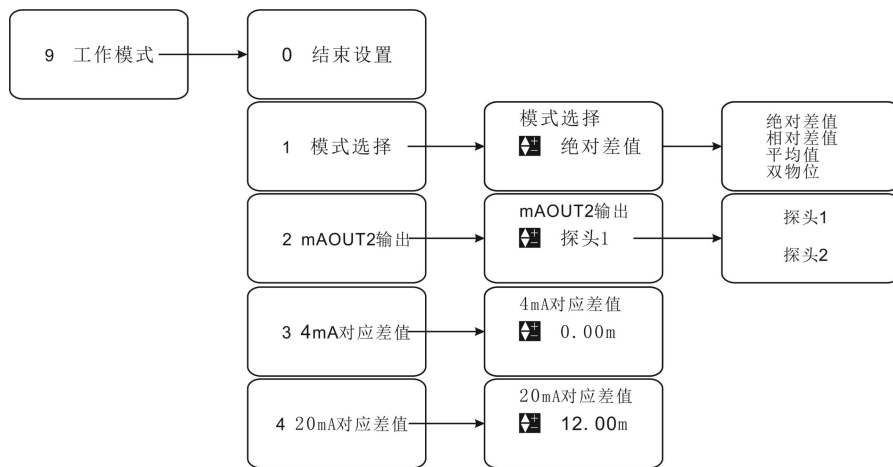 9 工作模式
0 结束设置
1 模式选择
模式选择
绝对差值
绝对差值
相对差值
平均值
双物位
2 mAOUT2输出
mAOUT2输出
探头1
探头1
探头2
3 4mA对应差值
4mA对应差值
0.00m
4 20mA对应差值
20mA对应差值
12.00m